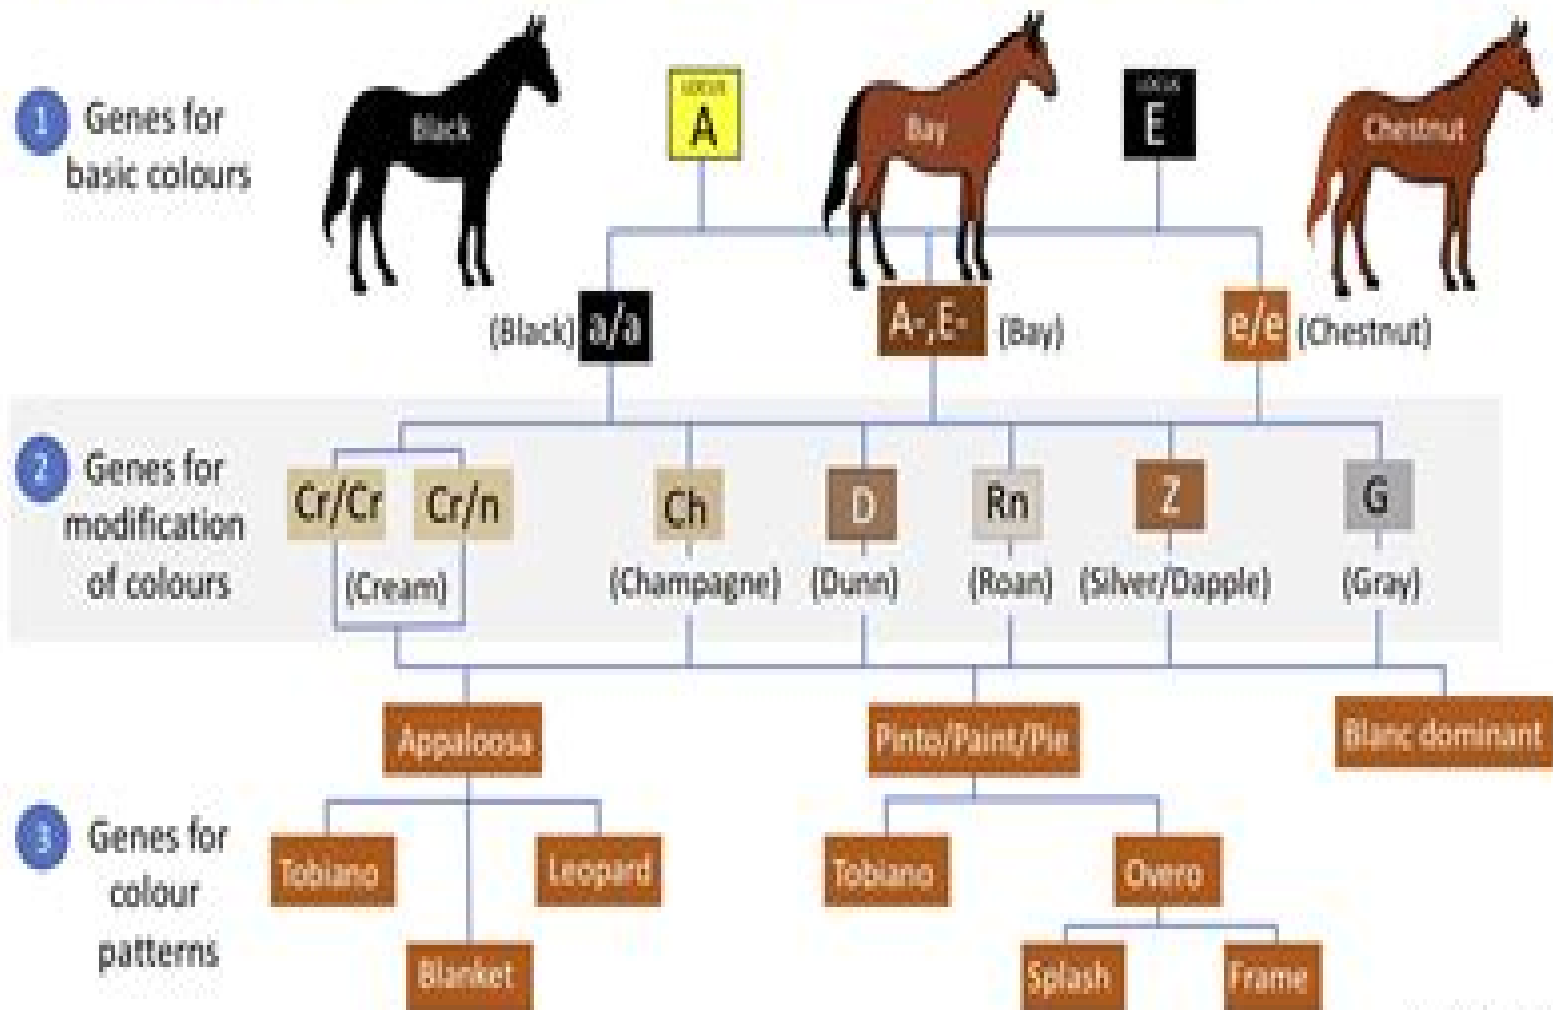 1 Genes for
basic colours
Black
LOCUS
A
Bay
LOCUS
E
Chestnut
(Black) a/a
A-,E- (Bay)
e/e (Chestnut)
2 Genes for
modification
of colours
Cr/Cr Cr/n Ch D Rn Z G
(Cream) (Champagne) (Dunn) (Roan) (Silver/Dapple) (Gray)
Appaloosa Pinto/Paint/Pie Blanc dominant
3 Genes for
colour
patterns
Tobiano Leopard Tobiano Overo
Blanket Splash Frame